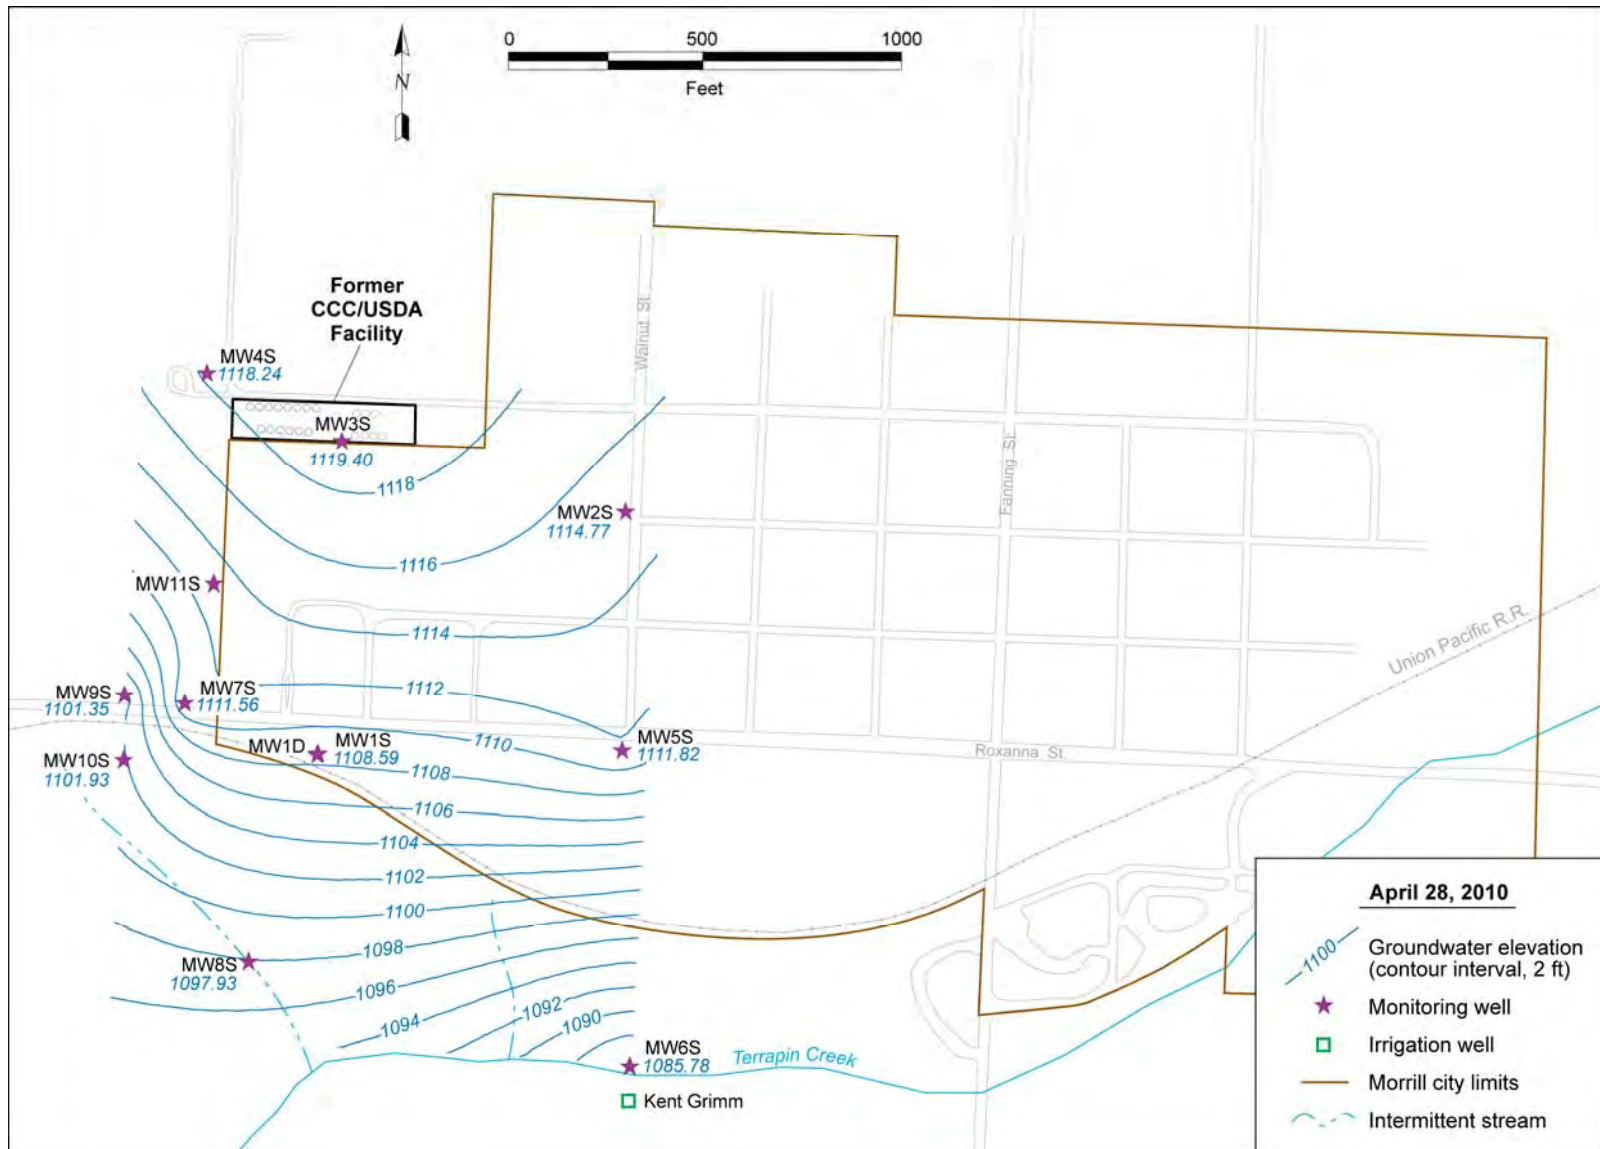 0 500 1000
Feet
N
Former
CCC/USDA
Facility
Walnut St.
MW4S
1118.24
MW3S
1119.40
1118
MW2S
1114.77
Fanning St.
1116
MW11S
1114
Union Pacific R.R.
MW9S
1101.35
MW7S
1111.56
1112
MW1D
MW1S
1108.59
1110
MW5S
1111.82
Roxanna St.
MW10S
1101.93
1108
1106
1104
1102
1100
1098
MW8S
1097.93
1096
1094
1092
1090
MW6S
1085.78
Terrapin Creek
Kent Grimm
April 28, 2010
1100
Groundwater elevation
(contour interval, 2 ft)
Monitoring well
Irrigation well
Morrill city limits
Intermittent stream